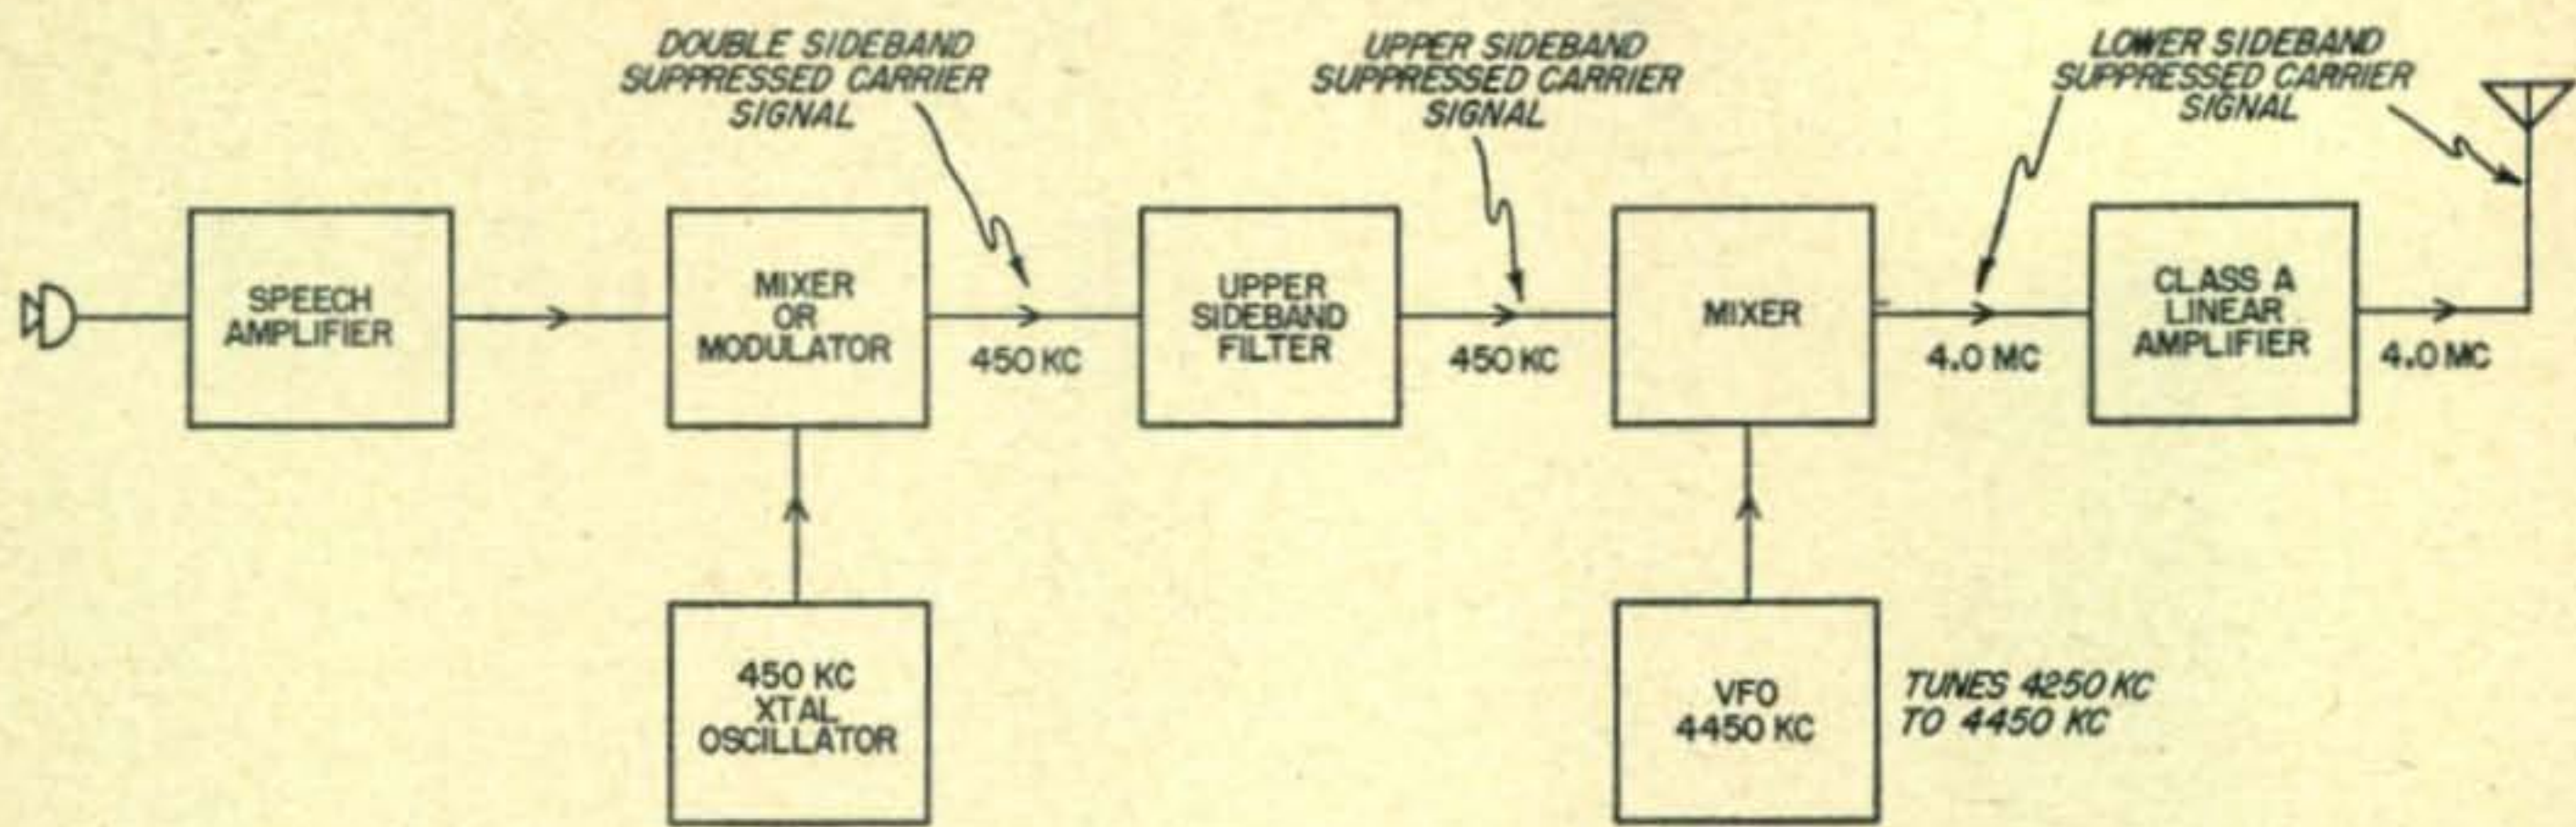 DOUBLE SIDEBAND
SUPPRESSED CARRIER
SIGNAL
UPPER SIDEBAND
SUPPRESSED CARRIER
SIGNAL
LOWER SIDEBAND
SUPPRESSED CARRIER
SIGNAL
SPEECH
AMPLIFIER
MIXER
OR
MODULATOR
450 KC
UPPER
SIDEBAND
FILTER
450 KC
MIXER
4.0 MC
CLASS A
LINEAR
AMPLIFIER
4.0 MC
450 KC
XTAL
OSCILLATOR
VFO
4450 KC
TUNES 4250 KC
TO 4450 KC